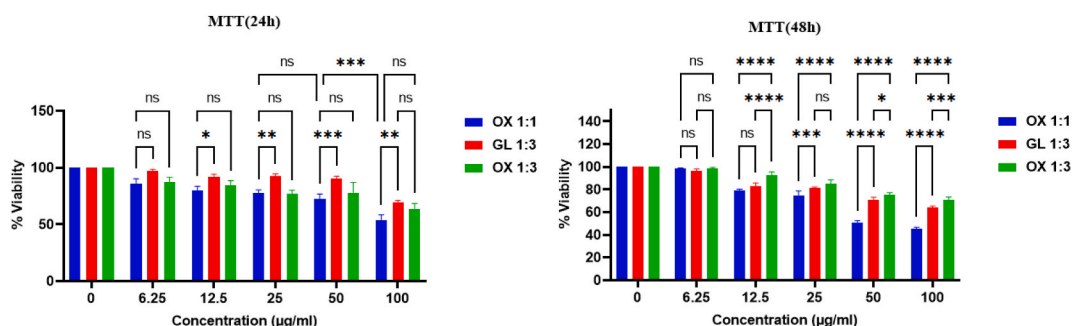 MTT(24h)
ns
***
ns
ns
ns
ns
ns
ns
ns
*
**
***
**
150
100
50
0
% Viability
0
6.25
12.5
25
50
100
Concentration (µg/ml)
OX 1:1
GL 1:3
OX 1:3
MTT(48h)
ns
****
****
****
****
ns
****
ns
*
***
ns
ns
***
****
****
140
120
100
80
60
40
20
0
% Viability
0
6.25
12.5
25
50
100
Concentration (µg/ml)
OX 1:1
GL 1:3
OX 1:3